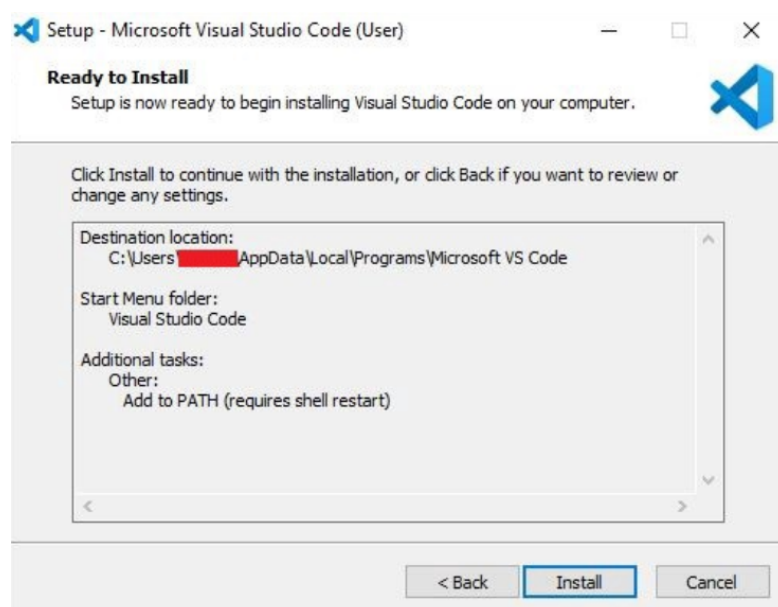 Setup - Microsoft Visual Studio Code (User)
Ready to Install
Setup is now ready to begin installing Visual Studio Code on your computer.
Click Install to continue with the installation, or click Back if you want to review or
change any settings.
Destination location:
C:\Users\ AppData\Local\Programs\Microsoft VS Code
Start Menu folder:
Visual Studio Code
Additional tasks:
Other:
Add to PATH (requires shell restart)
< Back Install Cancel